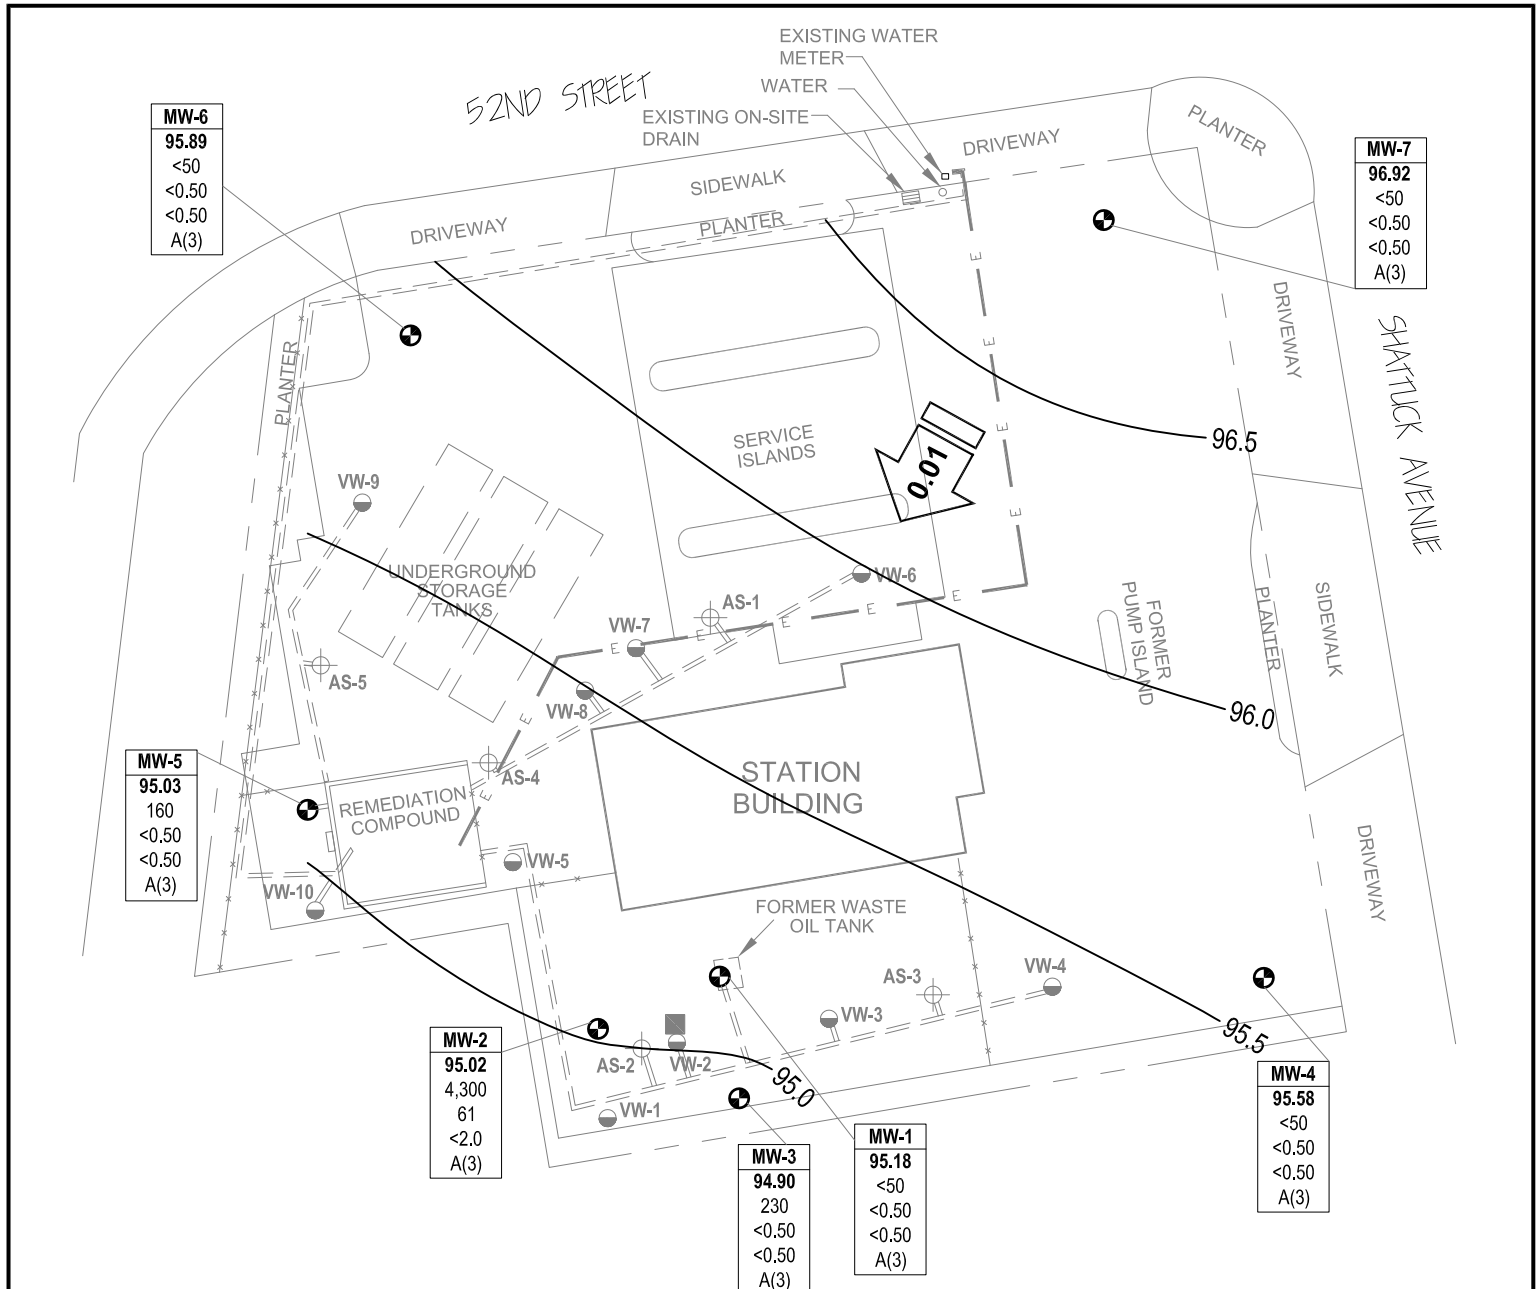 EXISTING WATER
METER
WATER
EXISTING ON-SITE
DRAIN
52ND STREET
DRIVEWAY
PLANTER
SIDEWALK
PLANTER
DRIVEWAY
MW-6
95.89
<50
<0.50
<0.50
A(3)
MW-7
96.92
<50
<0.50
<0.50
A(3)
DRIVEWAY
SHATTUCK AVENUE
PLANTER
SERVICE
ISLANDS
0.01
96.5
E
E
E
E
E
E
E
E
E
E
E
E
VW-9
UNDERGROUND
STORAGE
TANKS
VW-6
AS-1
VW-7
VW-8
AS-5
AS-4
FORMER
PUMP ISLAND
PLANTER
SIDEWALK
96.0
STATION
BUILDING
MW-5
95.03
160
<0.50
<0.50
A(3)
REMEDIATION
COMPOUND
VW-5
VW-10
DRIVEWAY
FORMER WASTE
OIL TANK
AS-3
VW-4
VW-3
95.5
MW-2
95.02
4,300
61
<2.0
A(3)
AS-2
VW-2
VW-1
95.0
MW-3
94.90
230
<0.50
<0.50
A(3)
MW-1
95.18
<50
<0.50
<0.50
A(3)
MW-4
95.58
<50
<0.50
<0.50
A(3)